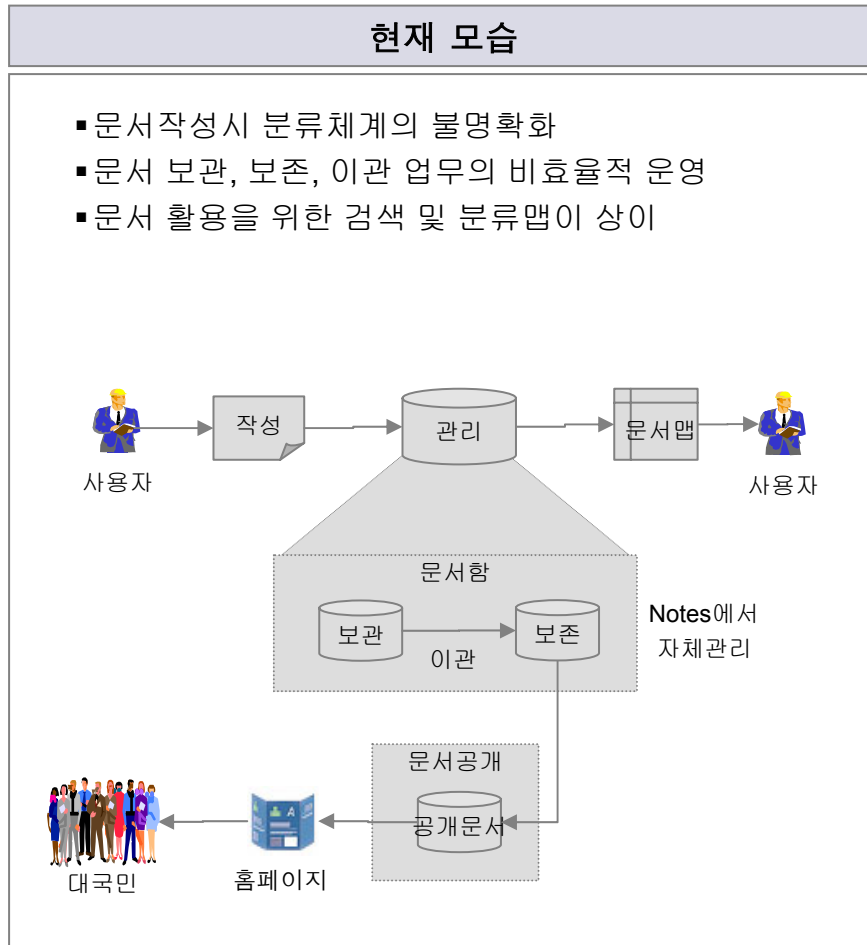 현재 모습
▪문서작성시 분류체계의 불명확화
▪문서 보관, 보존, 이관 업무의 비효율적 운영
▪문서 활용을 위한 검색 및 분류맵이 상이
사용자
작성
관리
문서맵
사용자
문서함
보관
이관
보존
Notes에서
자체관리
문서공개
공개문서
홈페이지
대국민